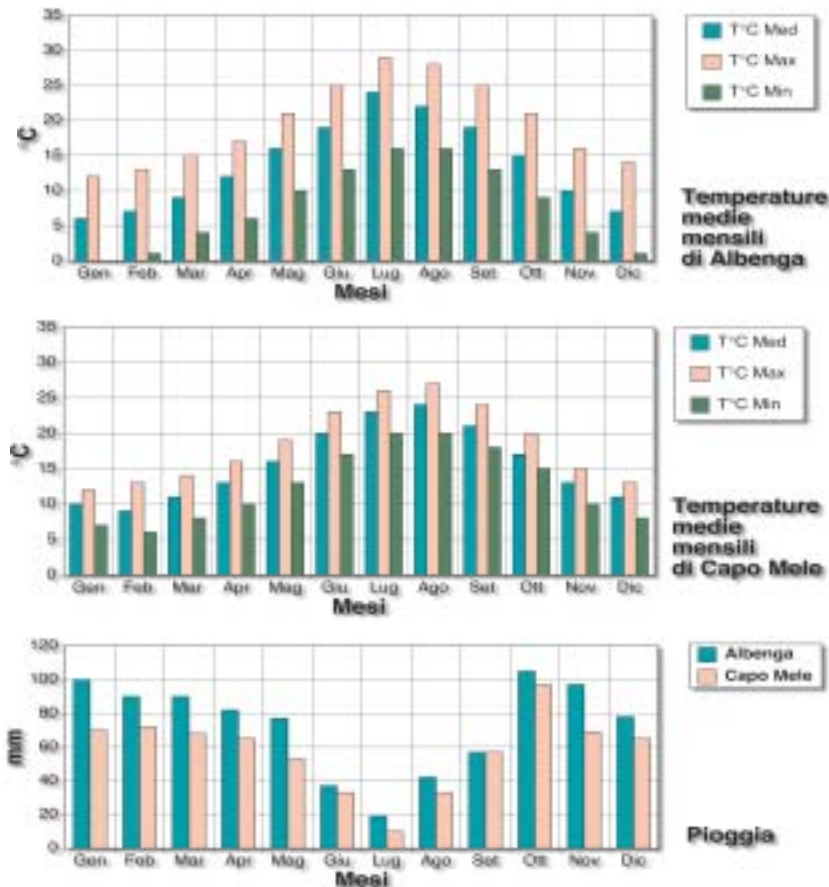 35
30
25
20
15
10
5
0
°C
Gen. Feb. Mar. Apr. Mag. Giu. Lug. Ago. Set. Ott. Nov. Dic.
Mesi
T°C Med
T°C Max
T°C Min
Temperature
medie
mensili
di Albenga
35
30
25
20
15
10
5
0
°C
Gen. Feb. Mar. Apr. Mag. Giu. Lug. Ago. Set. Ott. Nov. Dic.
Mesi
T°C Med
T°C Max
T°C Min
Temperature
medie
mensili
di Capo Mele
120
100
80
60
40
20
0
mm
Gen. Feb. Mar. Apr. Mag. Giu. Lug. Ago. Set. Ott. Nov. Dic.
Mesi
Albenga
Capo Mele
Pioggia